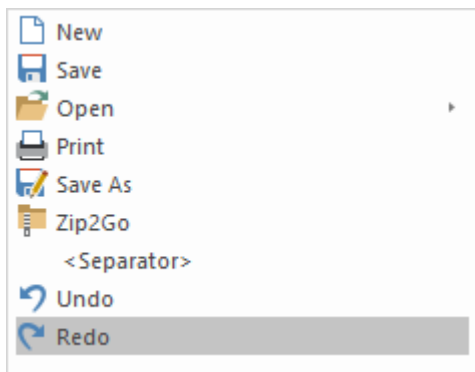 New
Save
Open
Print
Save As
Zip2Go
<Separator>
Undo
Redo